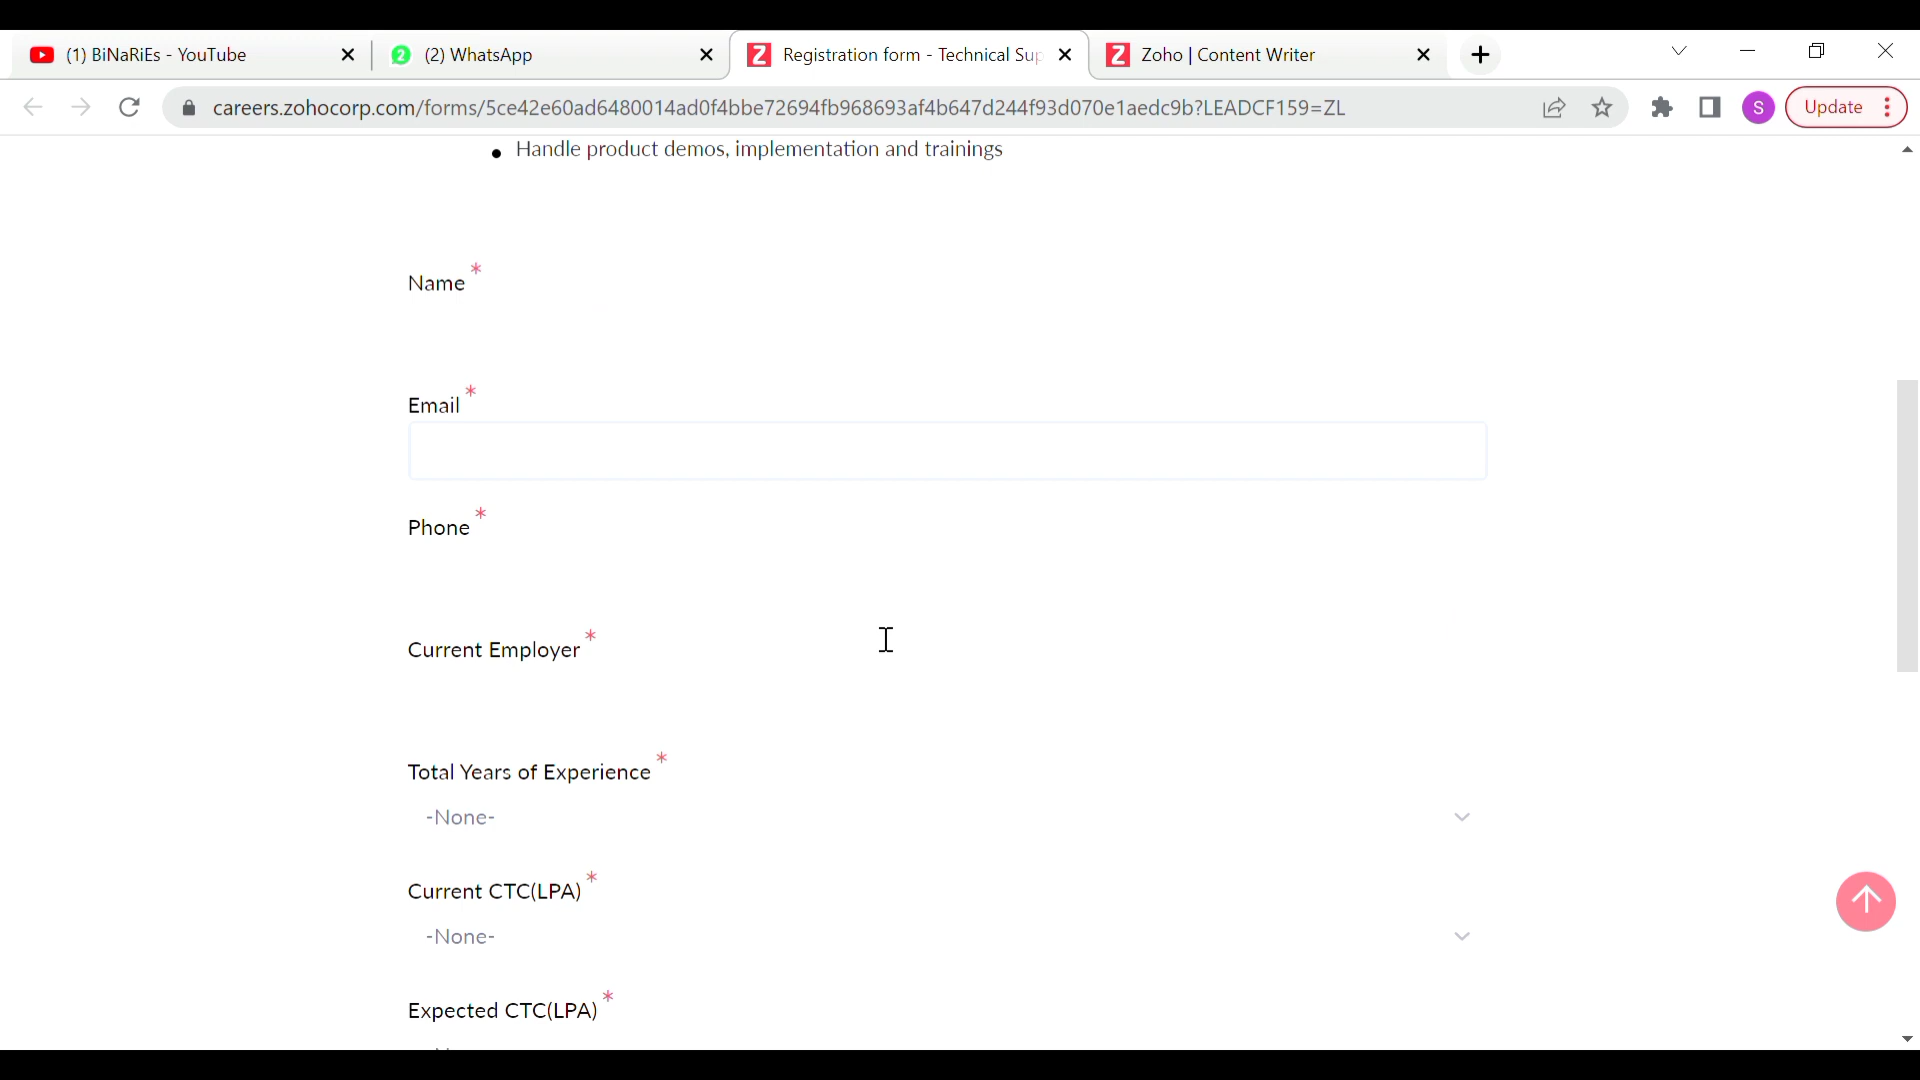 (1) BiNaRiEs - YouTube
2
(2) WhatsApp
Z
Registration form - Technical Sup
Z
Zoho | Content Writer
careers.zohocorp.com/forms/5ce42e60ad6480014ad0f4bbe72694fb968693af4b647d244f93d070e1aedc9b?LEADCF159=ZL
S
Update
• Handle product demos, implementation and trainings
Name *
Email *
Phone *
Current Employer *
Total Years of Experience *
-None-
Current CTC(LPA) *
-None-
Expected CTC(LPA) *